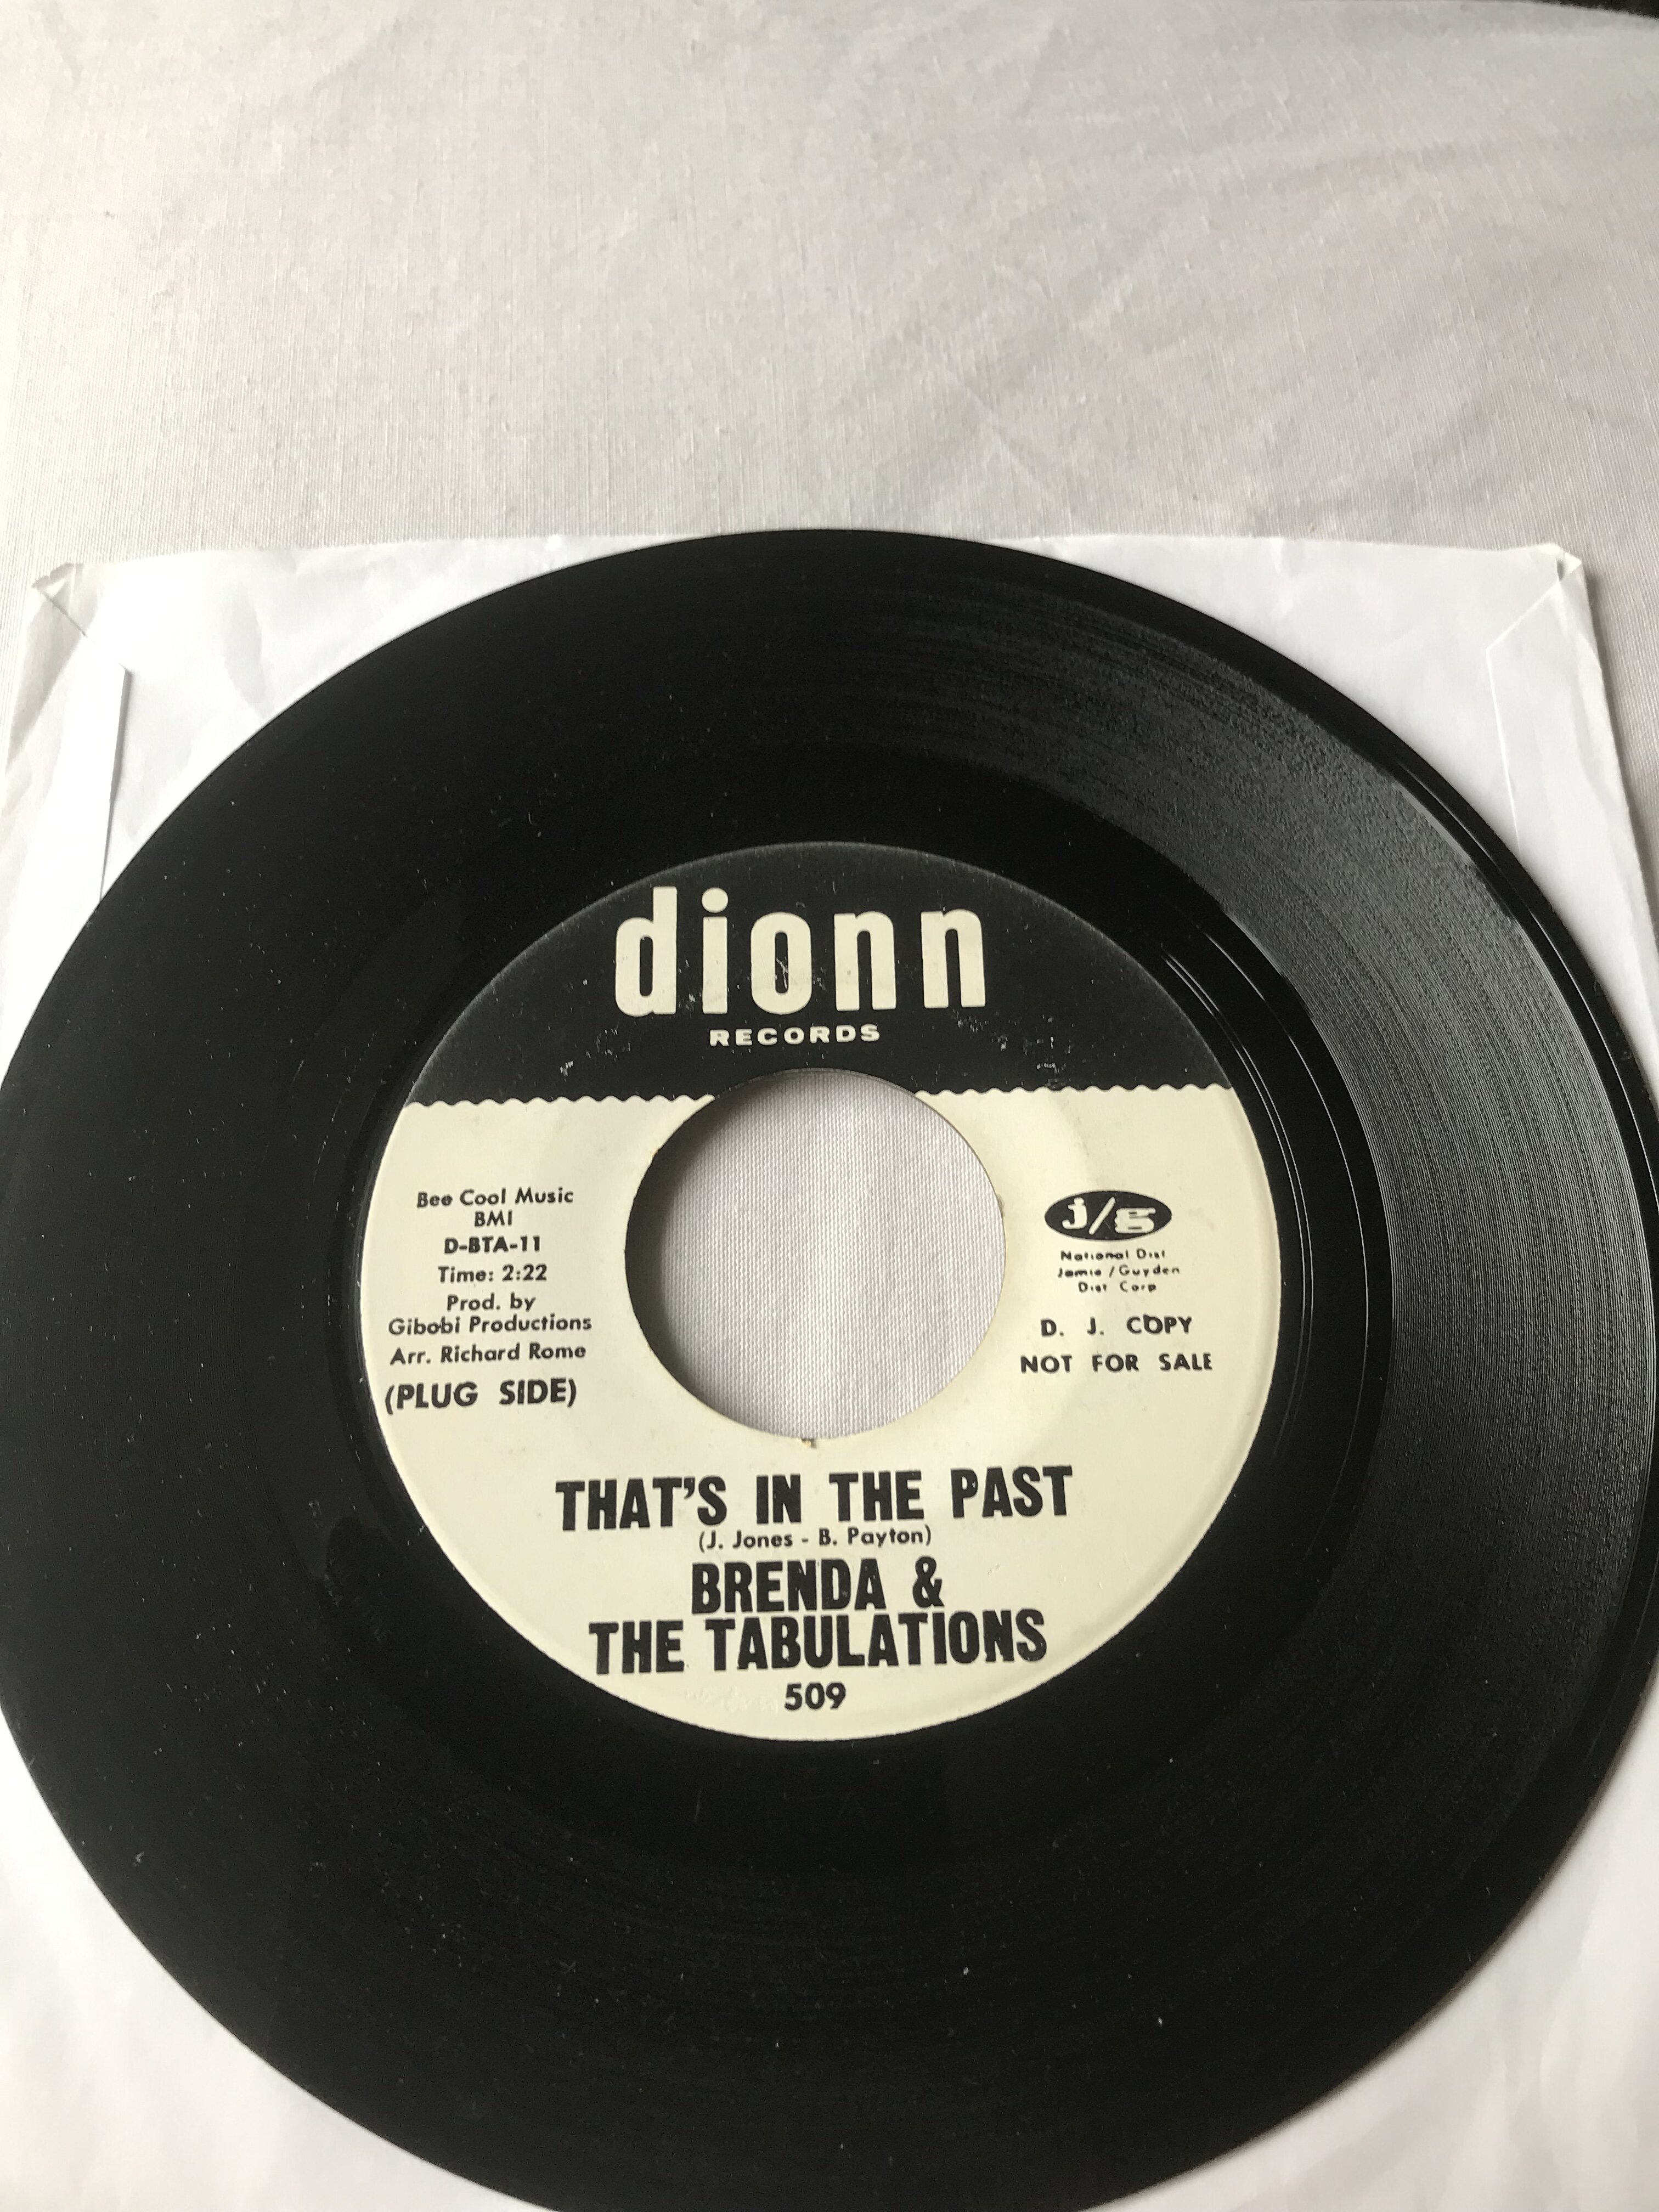 dionn
RECORDS
Bee Cool Music
BMI
D-BTA-11
Time: 2:22
Prod. by
Gibobi Productions
Arr. Richard Rome
(PLUG SIDE)
j/g
National Dist
Jamie/Guyden
Dist Corp
D. J. COPY
NOT FOR SALE
THAT'S IN THE PAST
(J. Jones - B. Payton)
BRENDA &
THE TABULATIONS
509